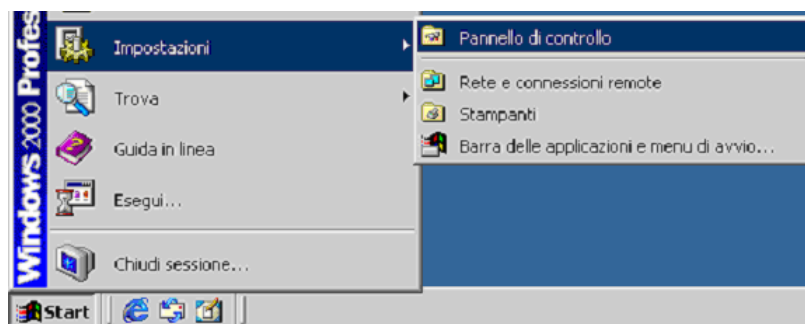 Windows 2000 Profes
Impostazioni
Trova
Guida in linea
Esegui...
Chiudi sessione...
Pannello di controllo
Rete e connessioni remote
Stampanti
Barra delle applicazioni e menu di avvio...
Start